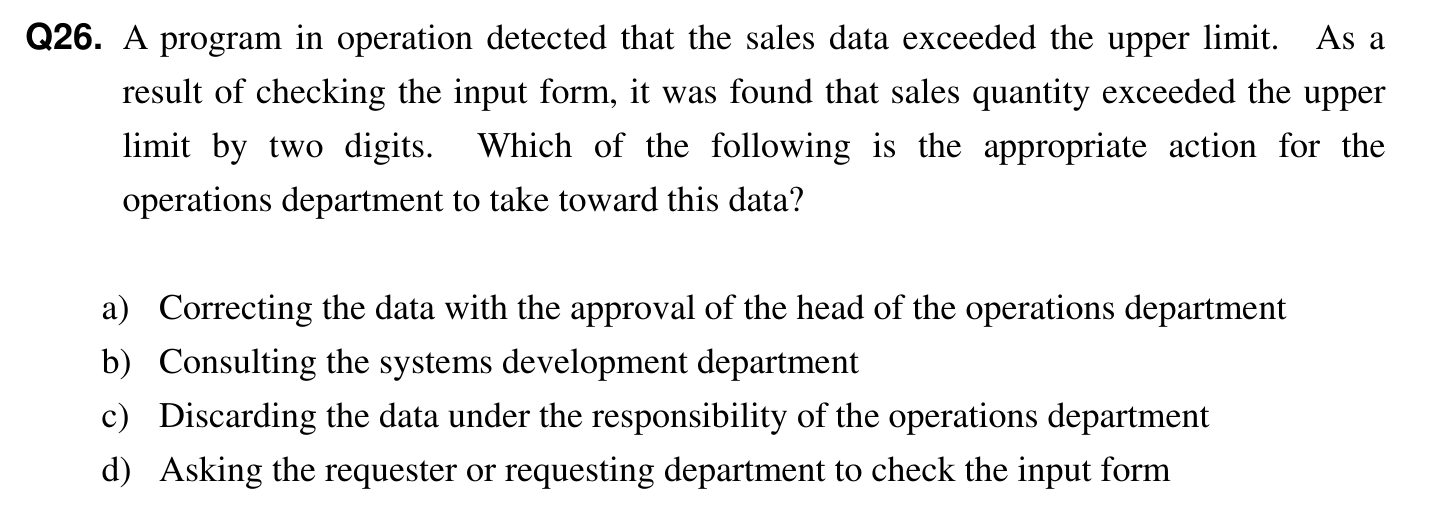 Q26. A program in operation detected that the sales data exceeded the upper limit. As a
result of checking the input form, it was found that sales quantity exceeded the upper
limit by two digits. Which of the following is the appropriate action for the
operations department to take toward this data?
a) Correcting the data with the approval of the head of the operations department
b) Consulting the systems development department
c) Discarding the data under the responsibility of the operations department
d) Asking the requester or requesting department to check the input form